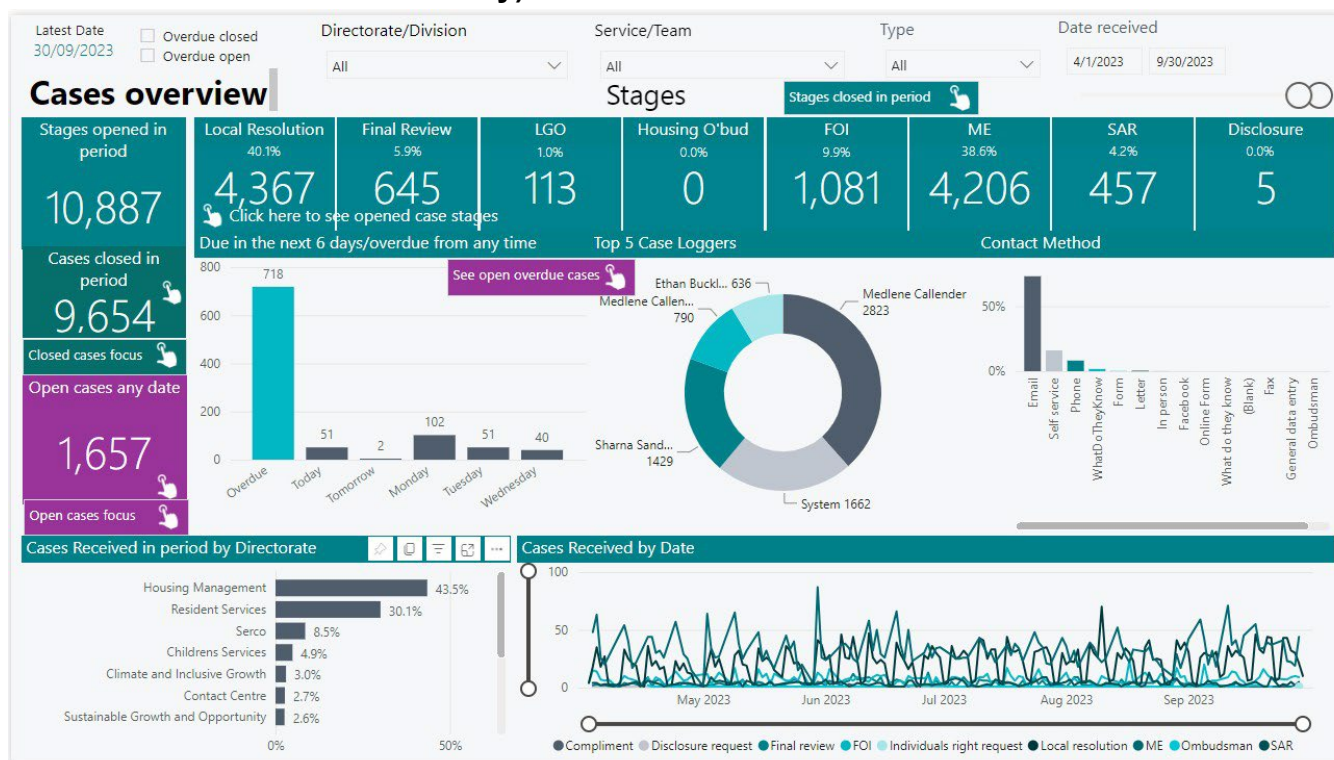 Latest Date
30/09/2023
Overdue closed
Overdue open
Directorate/Division
All
Service/Team
All
Type
All
Date received
4/1/2023
9/30/2023
Cases overview
Stages
Stages closed in period
Stages opened in
period
10,887
Local Resolution
40.1%
4,367
Final Review
5.9%
645
LGO
1.0%
113
Housing O'bud
0.0%
0
FOI
9.9%
1,081
ME
38.6%
4,206
SAR
4.2%
457
Disclosure
0.0%
5
Click here to see opened case stages
Cases closed in
period
9,654
Closed cases focus
Open cases any date
1,657
Open cases focus
Due in the next 6 days/overdue from any time
See open overdue cases
800
600
400
200
0
718
51
2
102
51
40
Overdue
Today
Tomorrow
Monday
Tuesday
Wednesday
Top 5 Case Loggers
Ethan Buckl... 636
Medlene Callen...
790
Medlene Callender
2823
Sharna Sand...
1429
System 1662
Contact Method
50%
0%
Email
Self service
Phone
WhatDoTheyKnow
Form
Letter
In person
Facebook
Online Form
What do they know
(Blank)
Fax
General data entry
Ombudsman
Cases Received in period by Directorate
Housing Management
43.5%
Resident Services
30.1%
Serco
8.5%
Childrens Services
4.9%
Climate and Inclusive Growth
3.0%
Contact Centre
2.7%
Sustainable Growth and Opportunity
2.6%
0%
50%
Cases Received by Date
100
50
0
May 2023
Jun 2023
Jul 2023
Aug 2023
Sep 2023
Compliment
Disclosure request
Final review
FOI
Individuals right request
Local resolution
ME
Ombudsman
SAR